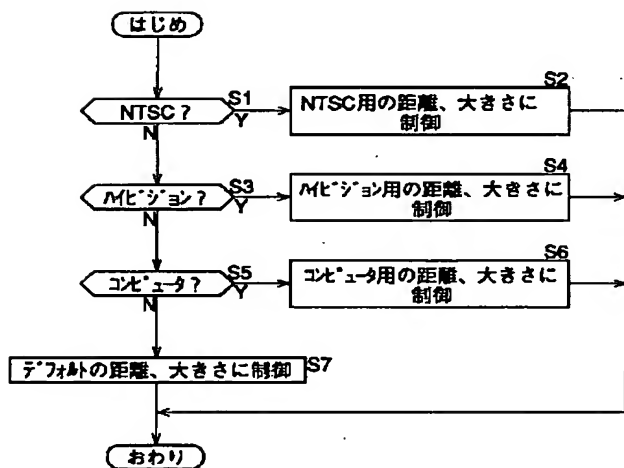 はじめ
NTSC？
S1
Y
N
S2
NTSC用の距離、大きさに
制御
ハイビジョン？
S3
Y
N
S4
ハイビジョン用の距離、大きさに
制御
コンピュータ？
S5
Y
N
S6
コンピュータ用の距離、大きさに
制御
デフォルトの距離、大きさに制御
S7
おわり